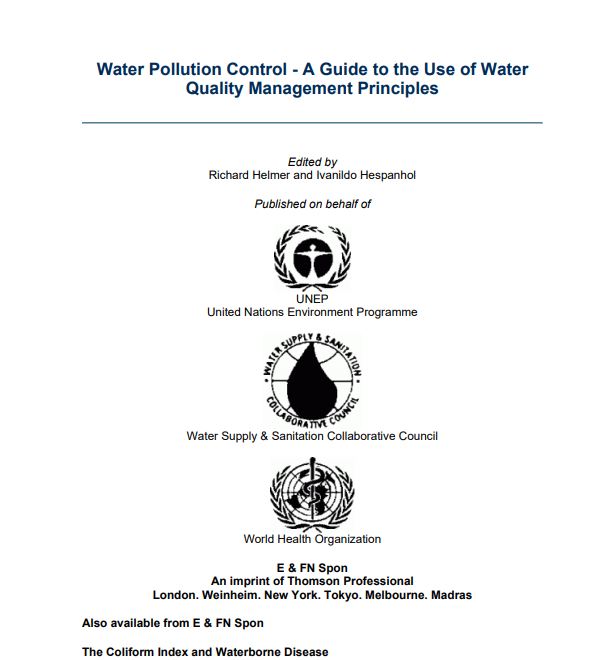 Water Pollution Control - A Guide to the Use of Water
Quality Management Principles
Edited by
Richard Helmer and Ivanildo Hespanhol
Published on behalf of
UNEP
United Nations Environment Programme
WATER SUPPLY & SANITATION
COLLABORATIVE COUNCIL
Water Supply & Sanitation Collaborative Council
World Health Organization
E & FN Spon
An imprint of Thomson Professional
London. Weinheim. New York. Tokyo. Melbourne. Madras
Also available from E & FN Spon
The Coliform Index and Waterborne Disease